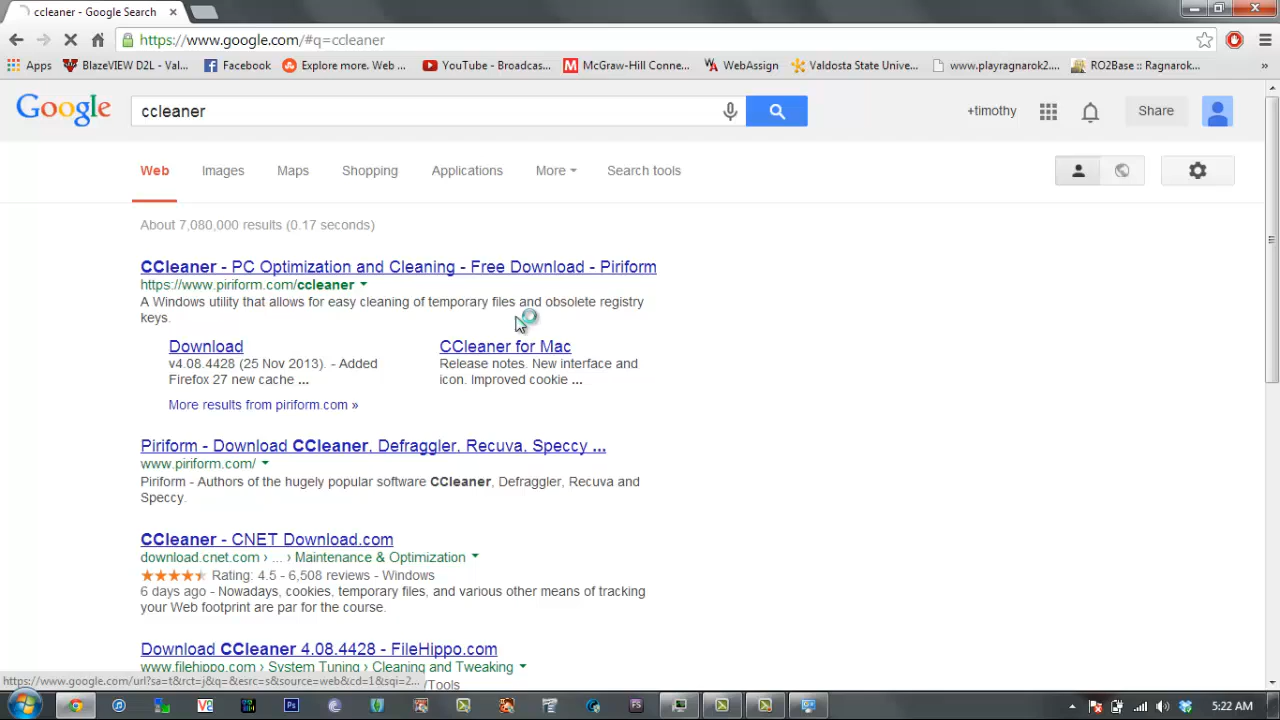 ccleaner - Google Search
https://www.google.com/#q=ccleaner
Apps BlazeVIEW D2L - Val... Facebook Explore more. Web ... YouTube - Broadcas... McGraw-Hill Conne... WebAssign Valdosta State Unive... www.playragnarok2.... RO2Base :: Ragnarok... »
Google ccleaner +timothy Share
Web Images Maps Shopping Applications More Search tools
About 7,080,000 results (0.17 seconds)
CCleaner - PC Optimization and Cleaning - Free Download - Piriform
https://www.piriform.com/ccleaner
A Windows utility that allows for easy cleaning of temporary files and obsolete registry
keys.
Download
v4.08.4428 (25 Nov 2013). - Added
Firefox 27 new cache ...
CCleaner for Mac
Release notes. New interface and
icon. Improved cookie ...
More results from piriform.com »
Piriform - Download CCleaner, Defraggler, Recuva, Speccy ...
www.piriform.com/
Piriform - Authors of the hugely popular software CCleaner, Defraggler, Recuva and
Speccy.
CCleaner - CNET Download.com
download.cnet.com › ... › Maintenance & Optimization
Rating: 4.5 - 6,508 reviews - Windows
6 days ago - Nowadays, cookies, temporary files, and various other means of tracking
your Web footprint are par for the course.
Download CCleaner 4.08.4428 - FileHippo.com
www.filehippo.com › System Tuning › Cleaning and Tweaking
https://www.google.com/url?sa=t&rct=j&q=&esrc=s&source=web&cd=1&sqi=2... /Tools
Ps Fs 5:22 AM